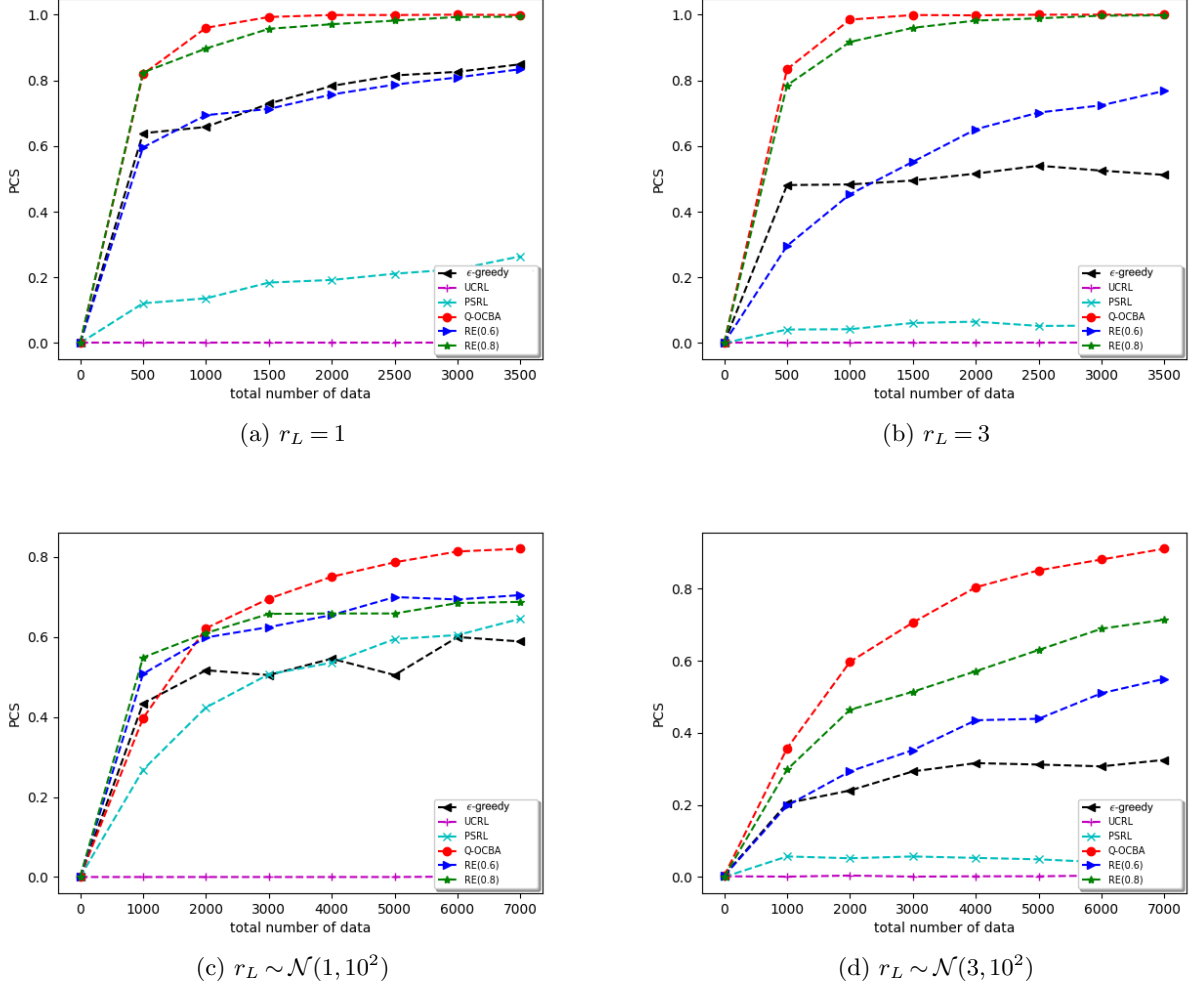 1.0
0.8
0.6
0.4
0.2
0.0
PCS
0
500
1000
1500
2000
2500
3000
3500
total number of data
ϵ-greedy
UCRL
PSRL
Q-OCBA
RE(0.6)
RE(0.8)
(a) r_L = 1
1.0
0.8
0.6
0.4
0.2
0.0
PCS
0
500
1000
1500
2000
2500
3000
3500
total number of data
ϵ-greedy
UCRL
PSRL
Q-OCBA
RE(0.6)
RE(0.8)
(b) r_L = 3
0.8
0.6
0.4
0.2
0.0
PCS
0
1000
2000
3000
4000
5000
6000
7000
total number of data
ϵ-greedy
UCRL
PSRL
Q-OCBA
RE(0.6)
RE(0.8)
(c) r_L ∼ 𝒩(1, 10²)
0.8
0.6
0.4
0.2
0.0
PCS
0
1000
2000
3000
4000
5000
6000
7000
total number of data
ϵ-greedy
UCRL
PSRL
Q-OCBA
RE(0.6)
RE(0.8)
(d) r_L ∼ 𝒩(3, 10²)